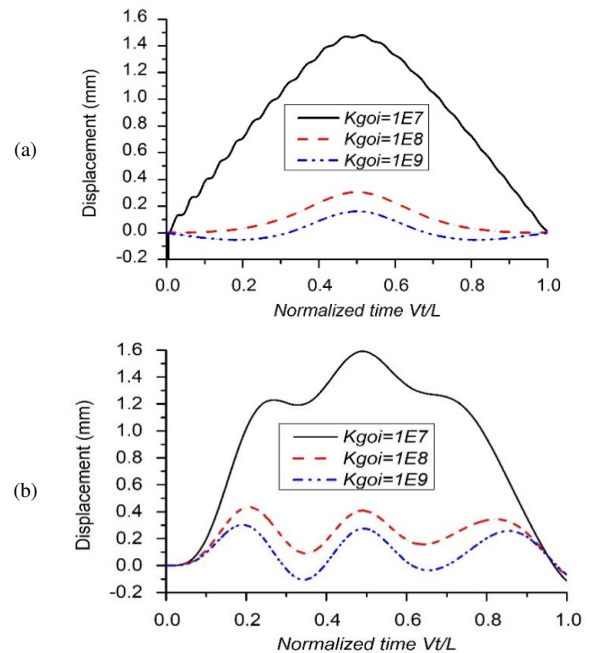 (a)
Displacement (mm)
1.6
1.4
1.2
1.0
0.8
0.6
0.4
0.2
0.0
-0.2
Kgoi=1E7
Kgoi=1E8
Kgoi=1E9
0.0 0.2 0.4 0.6 0.8 1.0
Normalized time Vt/L
(b)
Displacement (mm)
1.6
1.4
1.2
1.0
0.8
0.6
0.4
0.2
0.0
-0.2
Kgoi=1E7
Kgoi=1E8
Kgoi=1E9
0.0 0.2 0.4 0.6 0.8 1.0
Normalized time Vt/L